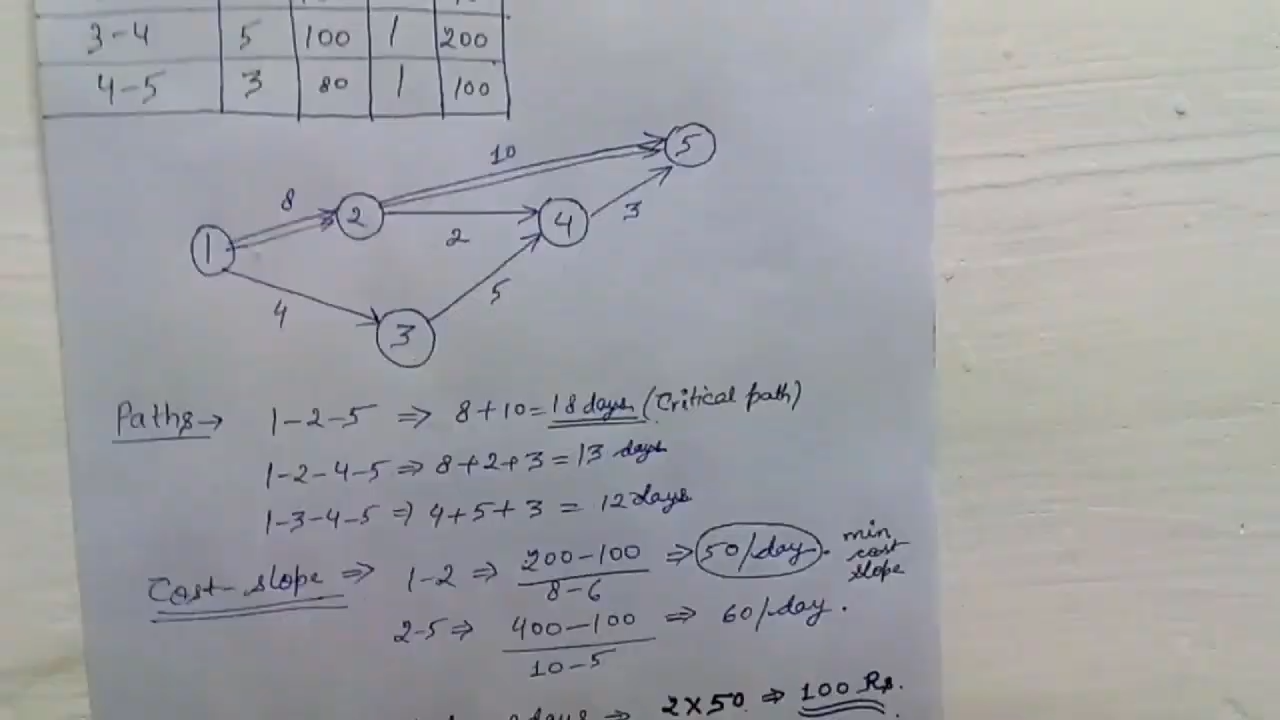 3-4 5 100 1 200
4-5 3 80 1 100
10
5
8
2
4
3
1
2
4
5
3
Paths→ 1-2-5 ⇒ 8+10=18 days (Critical path)
1-2-4-5 ⇒ 8+2+3=13 days
1-3-4-5 ⇒ 4+5+3 = 12 days
Cost-slope ⇒ 1-2 ⇒ 200-100 / 8-6 ⇒ 50/day. min cost slope
2-5 ⇒ 400-100 / 10-5 ⇒ 60/day.
days ⇒ 2×50 ⇒ 100 Rs.